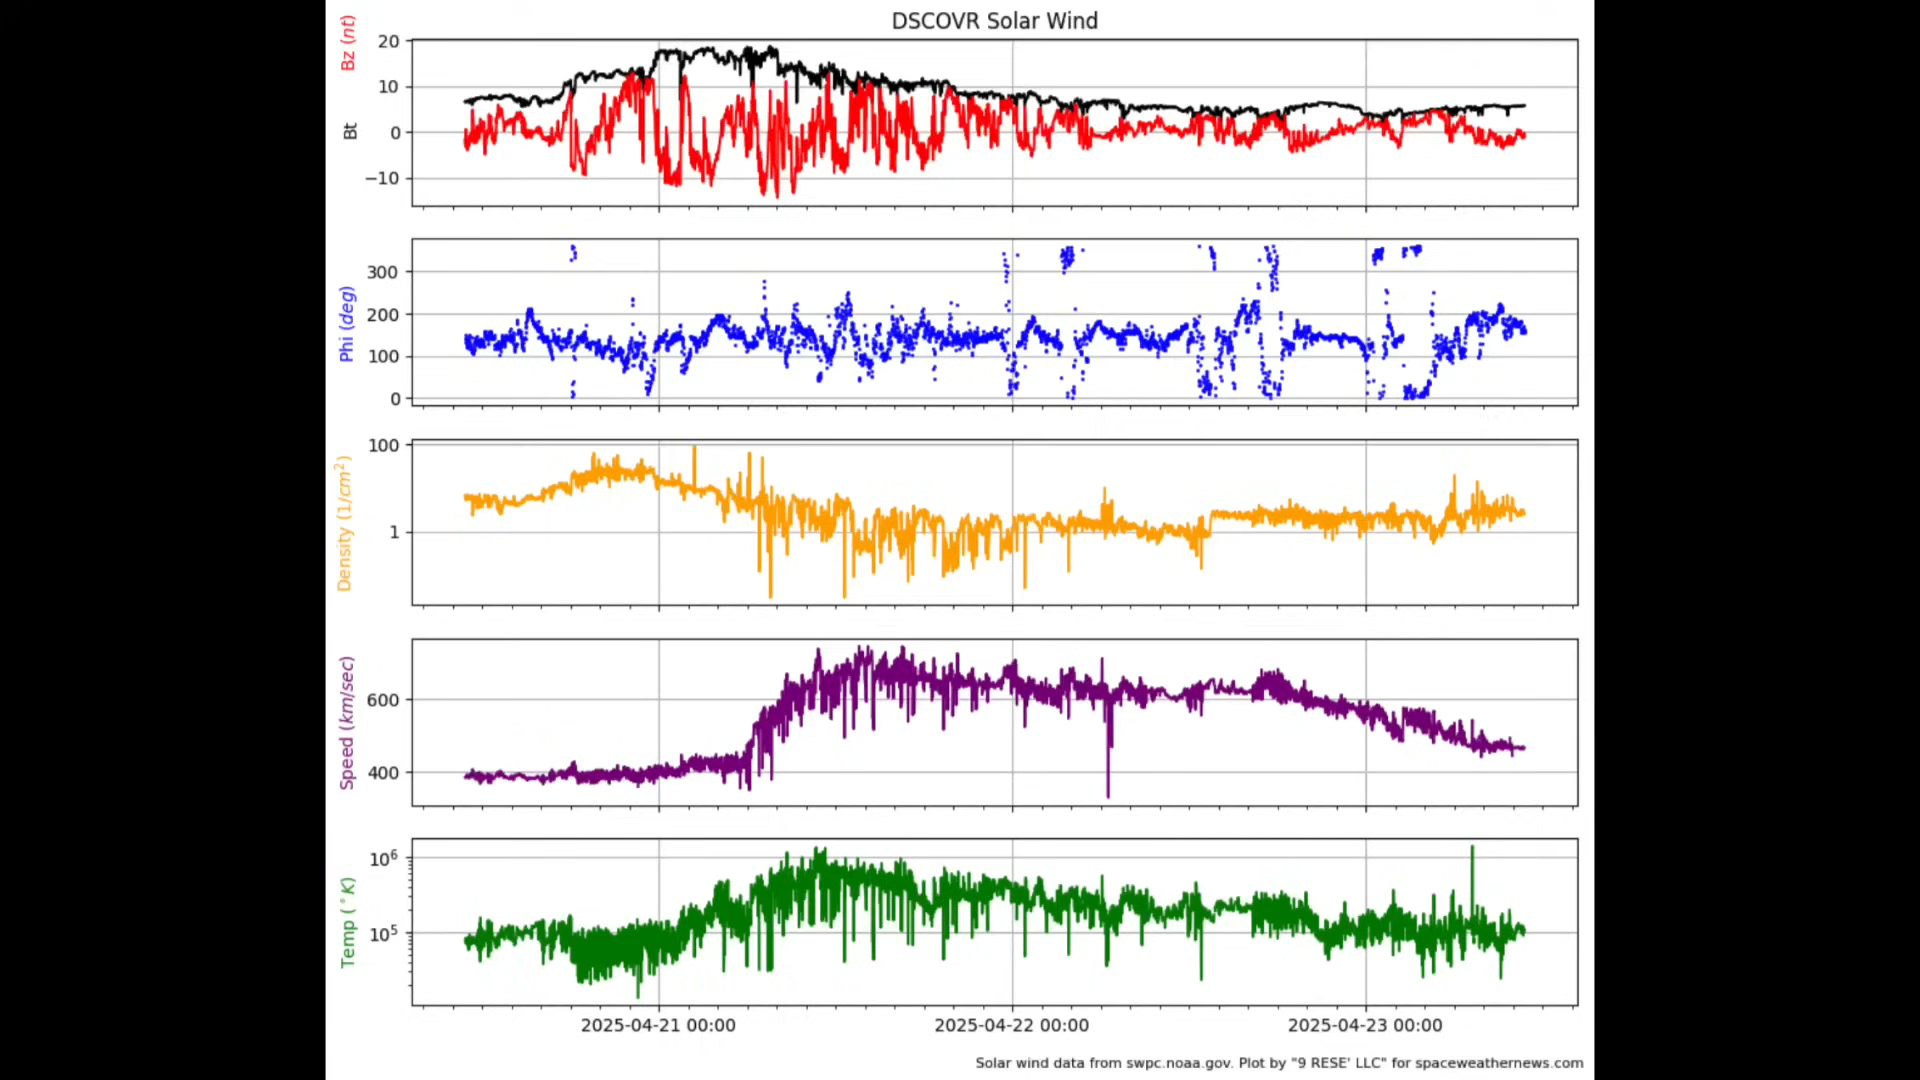 DSCOVR Solar Wind
Bz (nt)
Bt
20
10
0
−10
Phi (deg)
300
200
100
0
Density (1/cm²)
100
1
Speed (km/sec)
600
400
Temp (°K)
10⁶
10⁵
2025-04-21 00:00
2025-04-22 00:00
2025-04-23 00:00
Solar wind data from swpc.noaa.gov. Plot by "9 RESE' LLC" for spaceweathernews.com